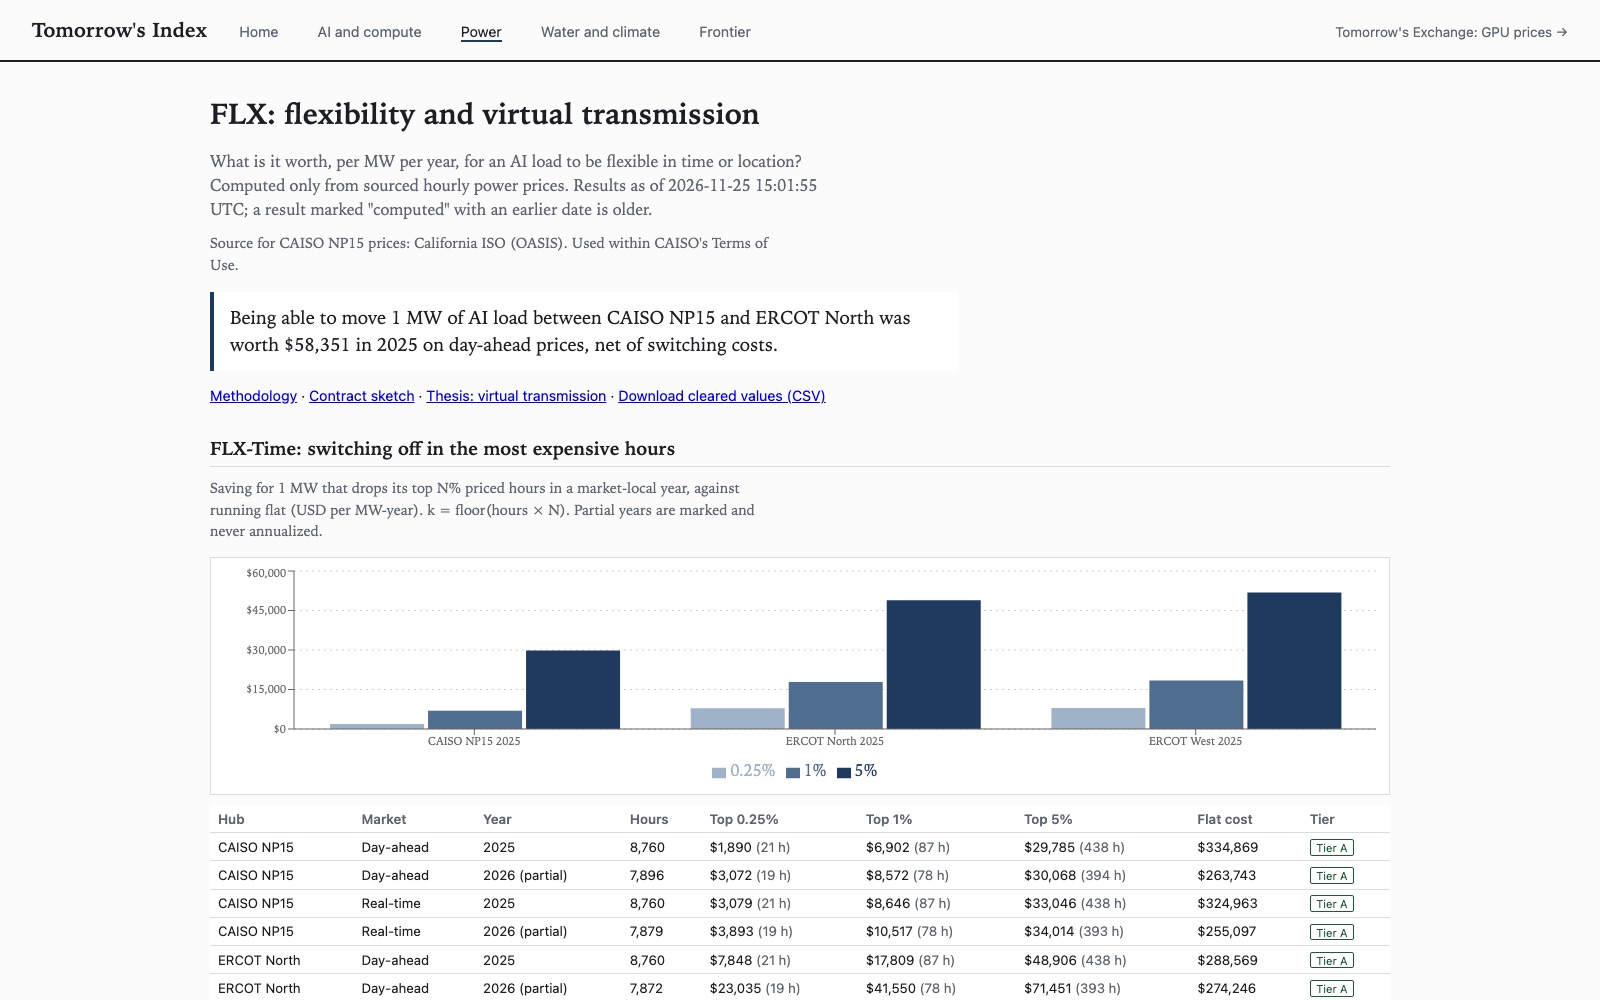 Tomorrow's Index
Home
AI and compute
Power
Water and climate
Frontier
Tomorrow's Exchange: GPU prices →
FLX: flexibility and virtual transmission
What is it worth, per MW per year, for an AI load to be flexible in time or location?
Computed only from sourced hourly power prices. Results as of 2026-11-25 15:01:55
UTC; a result marked "computed" with an earlier date is older.
Source for CAISO NP15 prices: California ISO (OASIS). Used within CAISO's Terms of
Use.
Being able to move 1 MW of AI load between CAISO NP15 and ERCOT North was
worth $58,351 in 2025 on day-ahead prices, net of switching costs.
Methodology · Contract sketch · Thesis: virtual transmission · Download cleared values (CSV)
FLX-Time: switching off in the most expensive hours
Saving for 1 MW that drops its top N% priced hours in a market-local year, against
running flat (USD per MW-year). k = floor(hours × N). Partial years are marked and
never annualized.
$60,000
$45,000
$30,000
$15,000
$0
CAISO NP15 2025
ERCOT North 2025
ERCOT West 2025
0.25% 1% 5%
Hub Market Year Hours Top 0.25% Top 1% Top 5% Flat cost Tier
CAISO NP15 Day-ahead 2025 8,760 $1,890 (21 h) $6,902 (87 h) $29,785 (438 h) $334,869 Tier A
CAISO NP15 Day-ahead 2026 (partial) 7,896 $3,072 (19 h) $8,572 (78 h) $30,068 (394 h) $263,743 Tier A
CAISO NP15 Real-time 2025 8,760 $3,079 (21 h) $8,646 (87 h) $33,046 (438 h) $324,963 Tier A
CAISO NP15 Real-time 2026 (partial) 7,879 $3,893 (19 h) $10,517 (78 h) $34,014 (393 h) $255,097 Tier A
ERCOT North Day-ahead 2025 8,760 $7,848 (21 h) $17,809 (87 h) $48,906 (438 h) $288,569 Tier A
ERCOT North Day-ahead 2026 (partial) 7,872 $23,035 (19 h) $41,550 (78 h) $71,451 (393 h) $274,246 Tier A